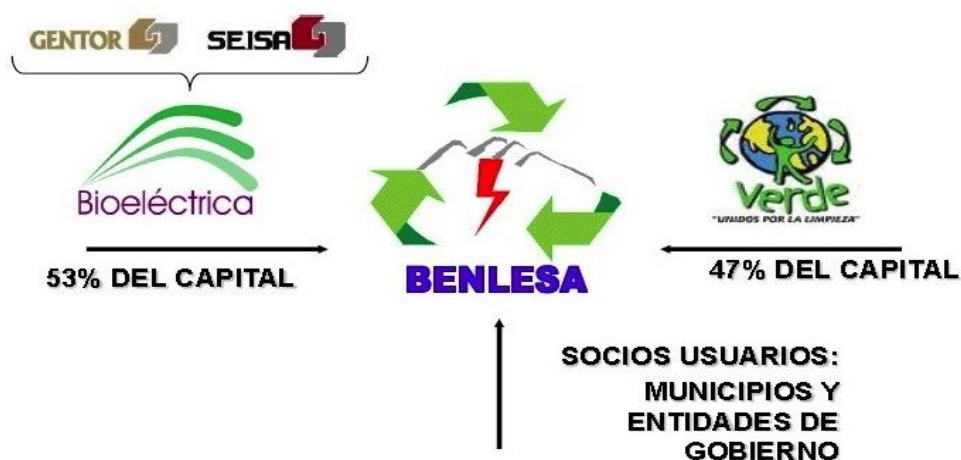 GENTOR
SEISA
Bioeléctrica
53% DEL CAPITAL
BENLESA
Verde
"UNIDOS POR LA LIMPIEZA"
47% DEL CAPITAL
SOCIOS USUARIOS:
MUNICIPIOS Y
ENTIDADES DE
GOBIERNO